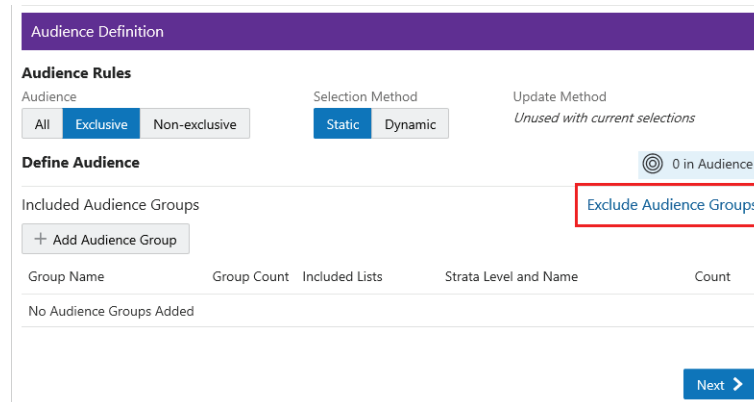 Audience Definition
Audience Rules
Audience Selection Method Update Method
All Exclusive Non-exclusive Static Dynamic Unused with current selections
Define Audience
0 in Audience
Included Audience Groups Exclude Audience Groups
+ Add Audience Group
Group Name Group Count Included Lists Strata Level and Name Count
No Audience Groups Added
Next